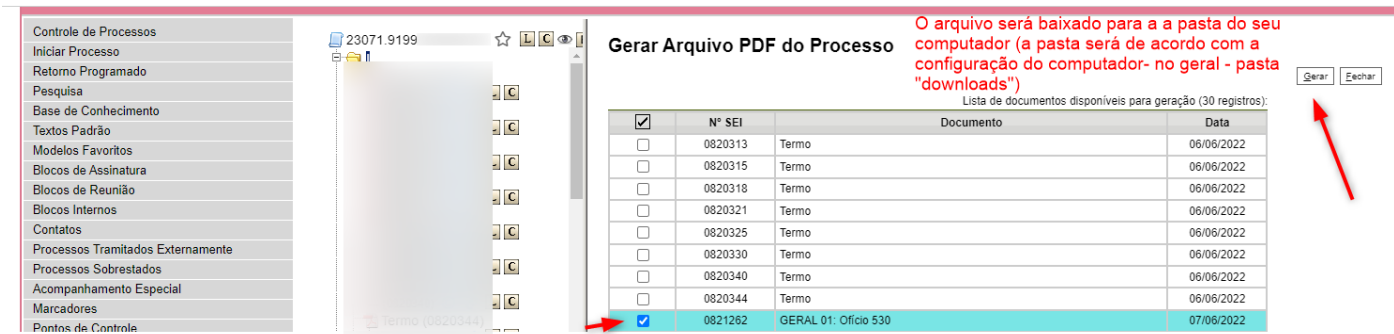 Controle de Processos
Iniciar Processo
Retorno Programado
Pesquisa
Base de Conhecimento
Textos Padrão
Modelos Favoritos
Blocos de Assinatura
Blocos de Reunião
Blocos Internos
Contatos
Processos Tramitados Externamente
Processos Sobrestados
Acompanhamento Especial
Marcadores
Pontos de Controle
23071.9199
L C
C
C
C
C
C
C
Termo (0820344)
Gerar Arquivo PDF do Processo
O arquivo será baixado para a a pasta do seu
computador (a pasta será de acordo com a
configuração do computador- no geral - pasta
"downloads")
Gerar Fechar
Lista de documentos disponíveis para geração (30 registros):
Nº SEI Documento Data
0820313 Termo 06/06/2022
0820315 Termo 06/06/2022
0820318 Termo 06/06/2022
0820321 Termo 06/06/2022
0820325 Termo 06/06/2022
0820330 Termo 06/06/2022
0820340 Termo 06/06/2022
0820344 Termo 06/06/2022
0821262 GERAL 01: Ofício 530 07/06/2022